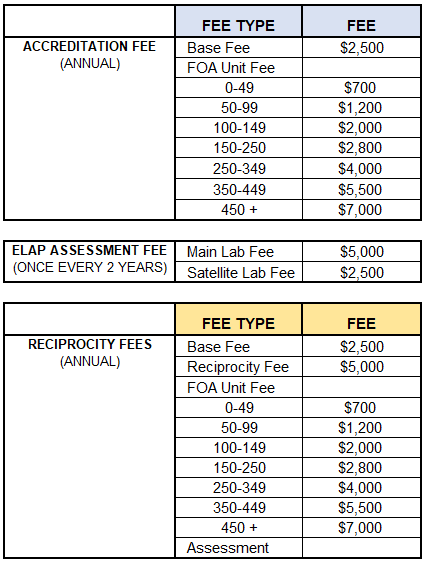 FEE TYPE FEE
ACCREDITATION FEE Base Fee $2,500
(ANNUAL) FOA Unit Fee
0-49 $700
50-99 $1,200
100-149 $2,000
150-250 $2,800
250-349 $4,000
350-449 $5,500
450 + $7,000
ELAP ASSESSMENT FEE Main Lab Fee $5,000
(ONCE EVERY 2 YEARS) Satellite Lab Fee $2,500
FEE TYPE FEE
RECIPROCITY FEES Base Fee $2,500
(ANNUAL) Reciprocity Fee $5,000
FOA Unit Fee
0-49 $700
50-99 $1,200
100-149 $2,000
150-250 $2,800
250-349 $4,000
350-449 $5,500
450 + $7,000
Assessment